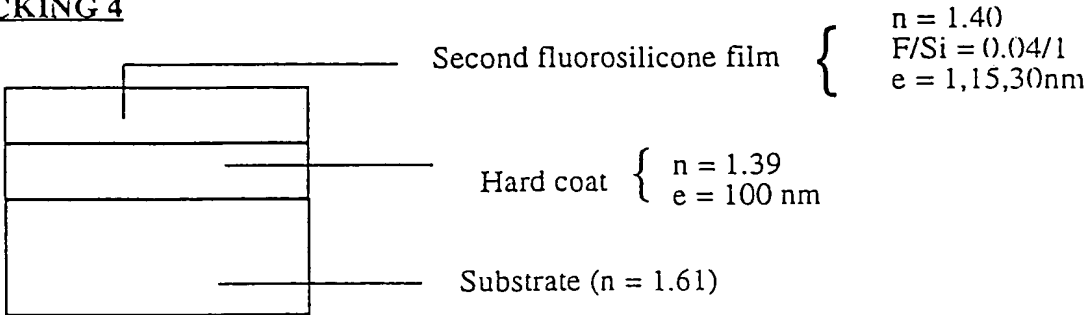 CKING 4
n = 1.40
Second fluorosilicone film { F/Si = 0.04/1
e = 1,15,30nm
Hard coat { n = 1.39
e = 100 nm
Substrate (n = 1.61)